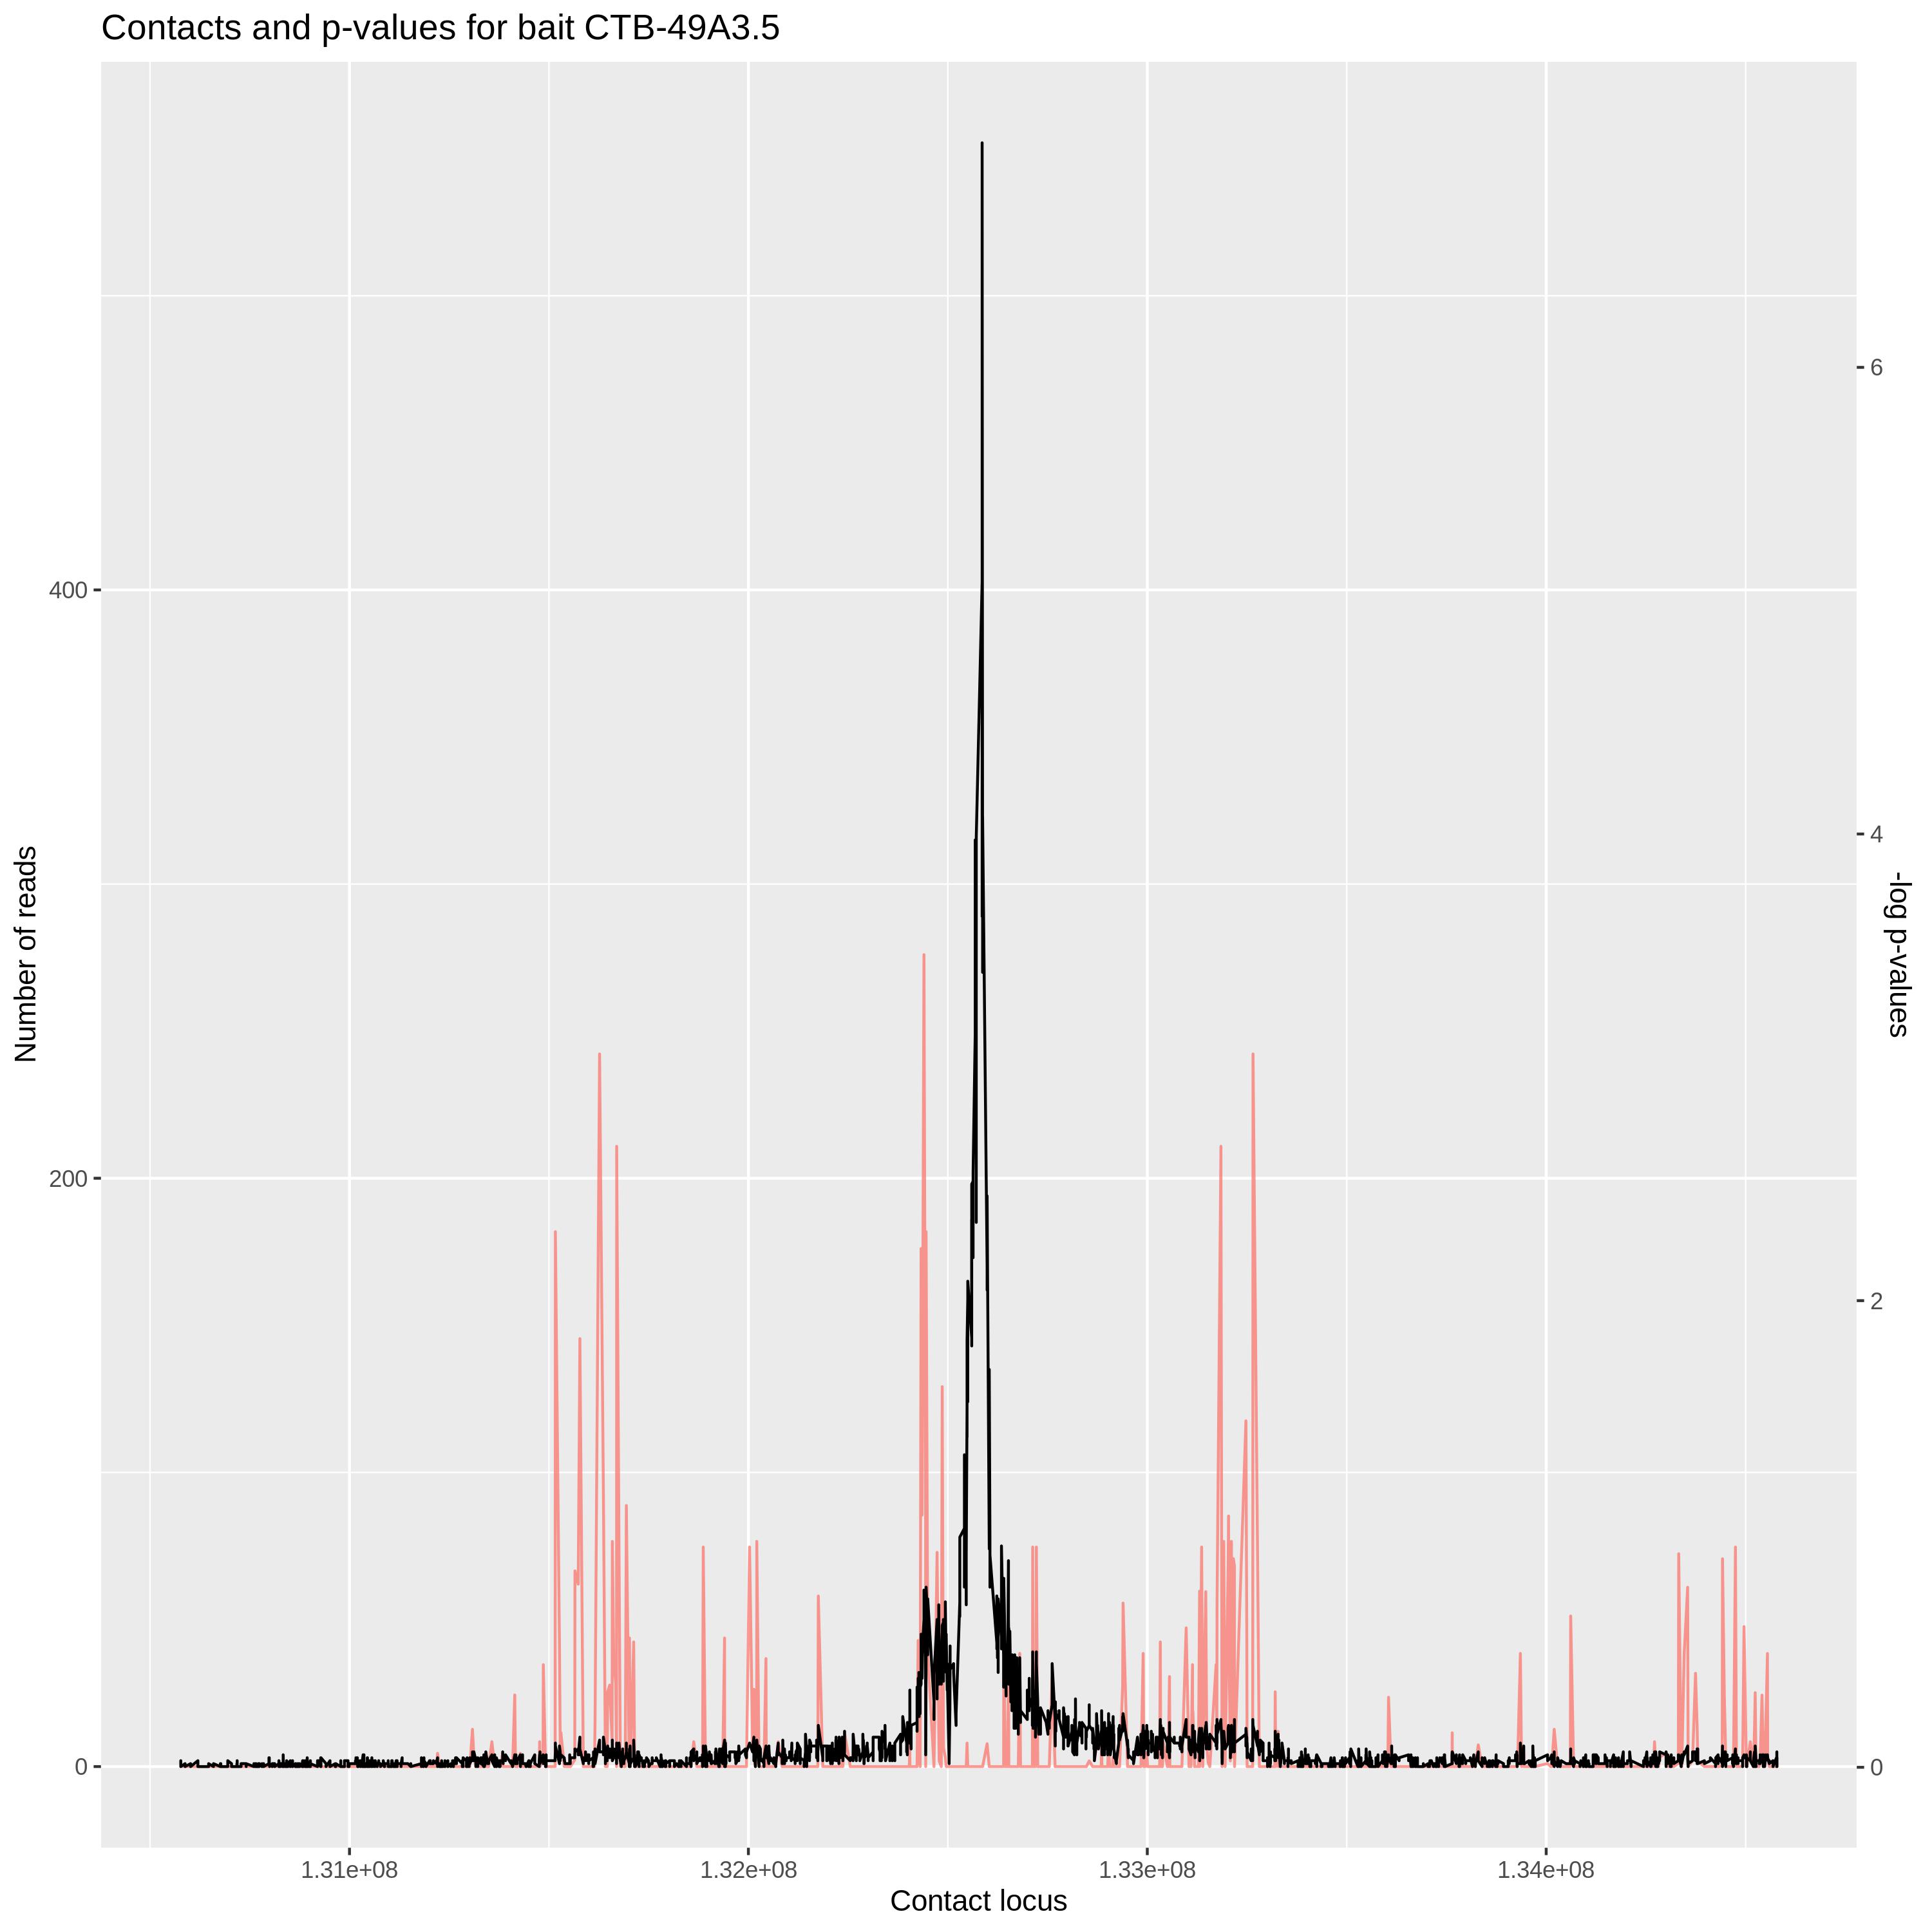 Contacts and p-values for bait CTB-49A3.5
Number of reads
400
200
0
6
4
2
0
-log p-values
1.31e+08
1.32e+08
1.33e+08
1.34e+08
Contact locus